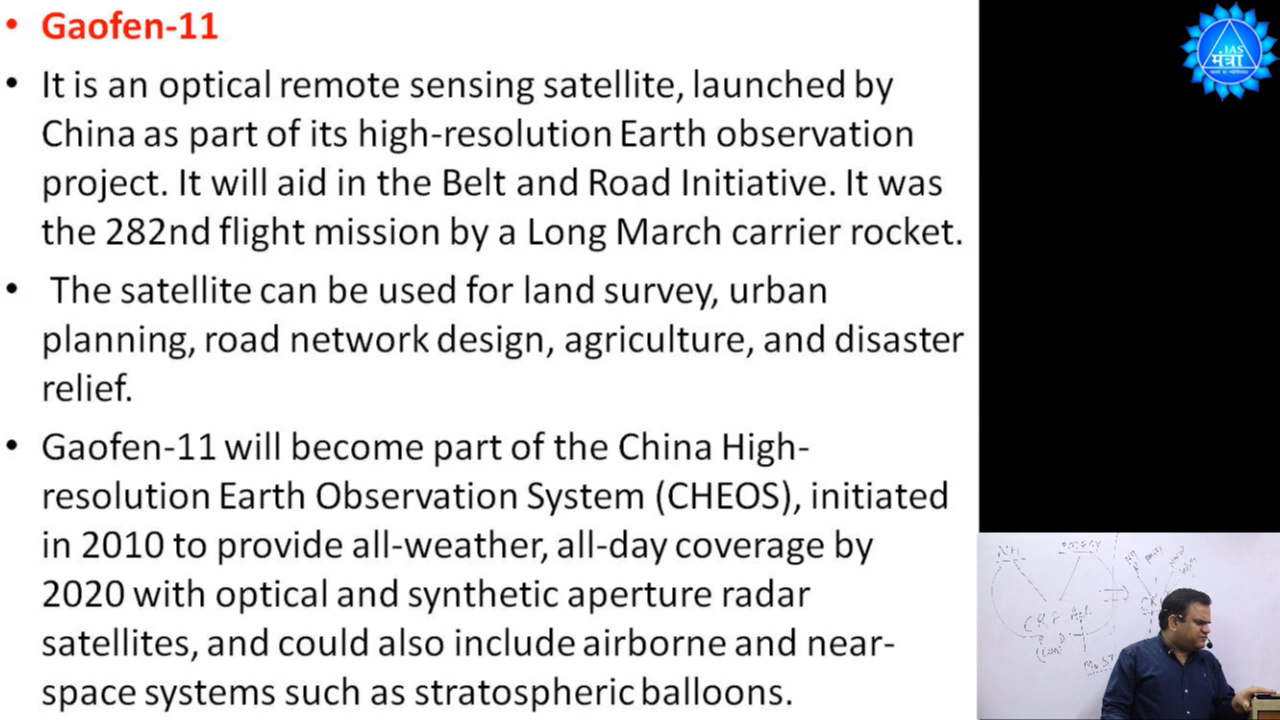 • Gaofen-11
• It is an optical remote sensing satellite, launched by
China as part of its high-resolution Earth observation
project. It will aid in the Belt and Road Initiative. It was
the 282nd flight mission by a Long March carrier rocket.
• The satellite can be used for land survey, urban
planning, road network design, agriculture, and disaster
relief.
• Gaofen-11 will become part of the China High-
resolution Earth Observation System (CHEOS), initiated
in 2010 to provide all-weather, all-day coverage by
2020 with optical and synthetic aperture radar
satellites, and could also include airborne and near-
space systems such as stratospheric balloons.
IAS
मंत्रा
CRF